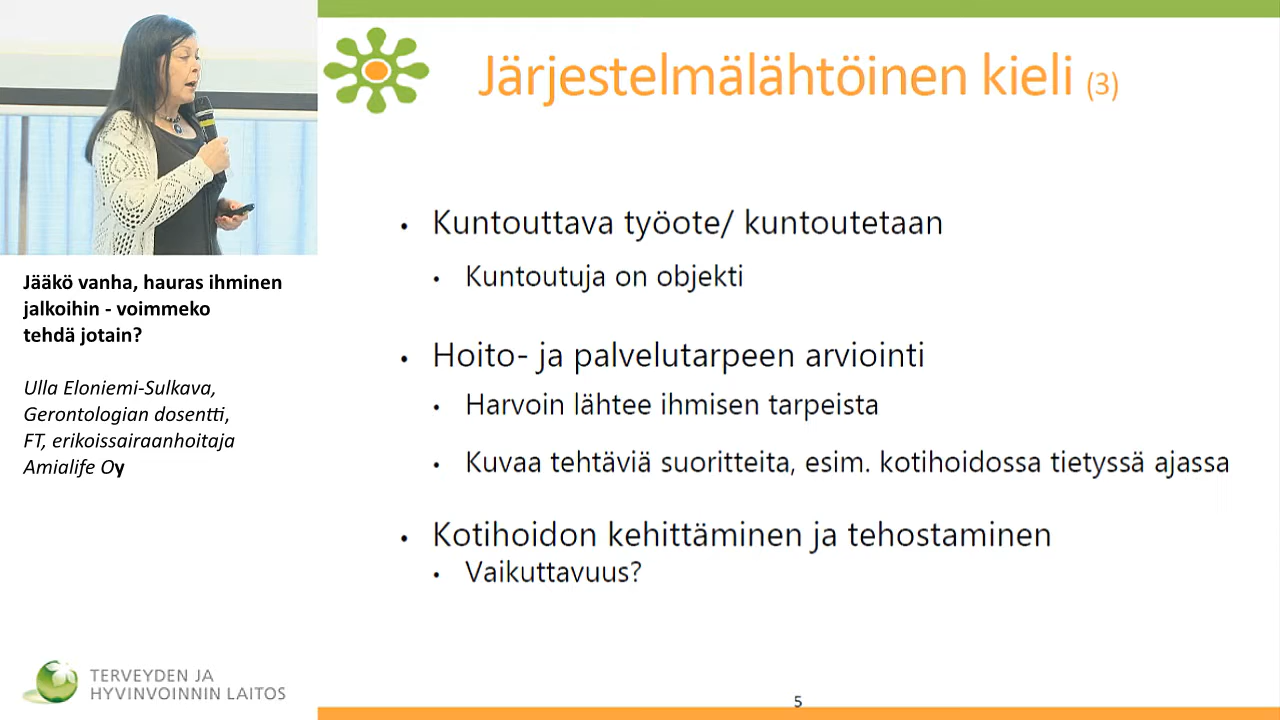 Järjestelmälähtöinen kieli (3)
Jääkö vanha, hauras ihminen
jalkoihin - voimmeko
tehdä jotain?
Ulla Eloniemi-Sulkava,
Gerontologian dosentti,
FT, erikoissairaanhoitaja
Amialife Oy
• Kuntouttava työote/ kuntoutetaan
• Kuntoutuja on objekti
• Hoito- ja palvelutarpeen arviointi
• Harvoin lähtee ihmisen tarpeista
• Kuvaa tehtäviä suoritteita, esim. kotihoidossa tietyssä ajassa
• Kotihoidon kehittäminen ja tehostaminen
• Vaikuttavuus?
TERVEYDEN JA
HYVINVOINNIN LAITOS
5